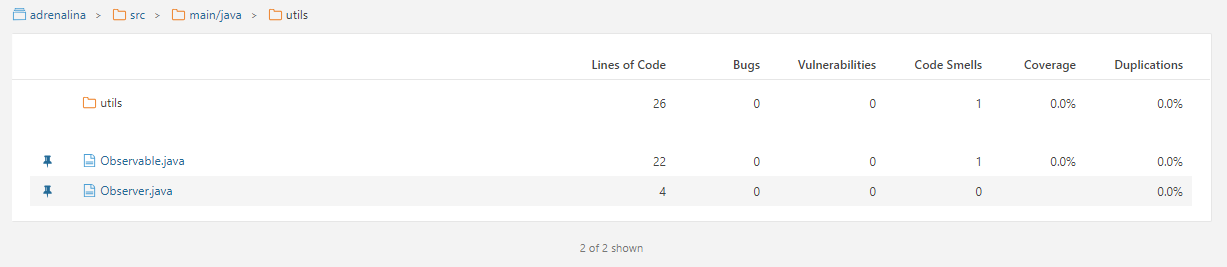 adrenalina > src > main/java > utils
Lines of Code Bugs Vulnerabilities Code Smells Coverage Duplications
utils 26 0 0 1 0.0% 0.0%
Observable.java 22 0 0 1 0.0% 0.0%
Observer.java 4 0 0 0 0.0%
2 of 2 shown